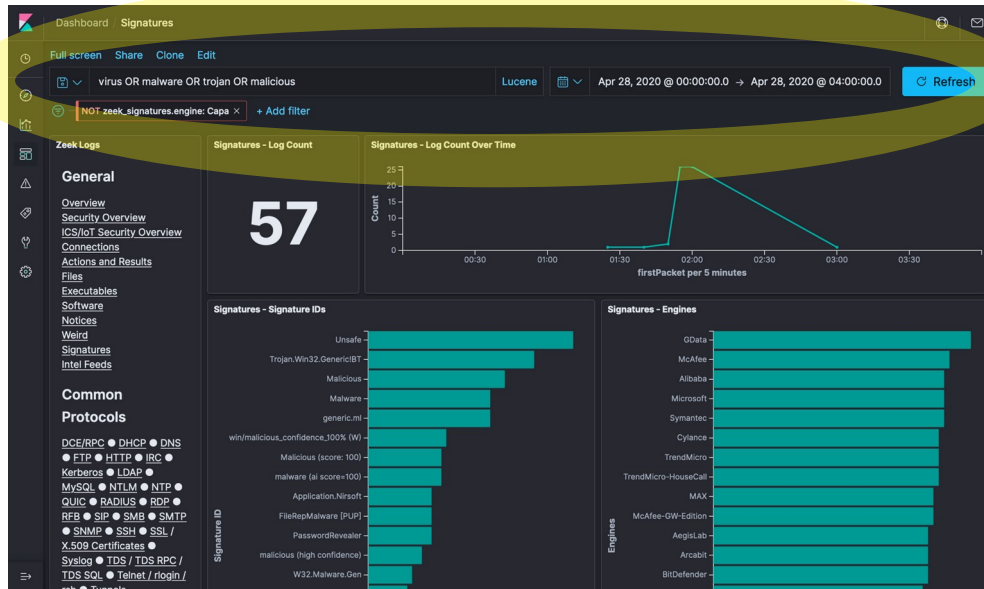 Dashboard Signatures
Full screen Share Clone Edit
virus OR malware OR trojan OR malicious Lucene Apr 28, 2020 @ 00:00:00.0 → Apr 28, 2020 @ 04:00:00.0 Refresh
NOT zeek_signatures.engine: Capa × + Add filter
Zeek Logs
General
Overview
Security Overview
ICS/IoT Security Overview
Connections
Actions and Results
Files
Executables
Software
Notices
Weird
Signatures
Intel Feeds
Common
Protocols
DCE/RPC ● DHCP ● DNS
● FTP ● HTTP ● IRC ●
Kerberos ● LDAP ●
MySQL ● NTLM ● NTP ●
QUIC ● RADIUS ● RDP ●
RFB ● SIP ● SMB ● SMTP
● SNMP ● SSH ● SSL /
X.509 Certificates ●
Syslog ● TDS / TDS RPC /
TDS SQL ● Telnet / rlogin /
rsh ● Tunnels
Signatures - Log Count
57
Signatures - Log Count Over Time
Count
25
20
15
10
5
0
00:30 01:00 01:30 02:00 02:30 03:00 03:30
firstPacket per 5 minutes
Signatures - Signature IDs
Signature ID
Unsafe
Trojan.Win32.Generic!BT
Malicious
Malware
generic.ml
win/malicious_confidence_100% (W)
Malicious (score: 100)
malware (ai score=100)
Application.Nirsoft
FileRepMalware [PUP]
PasswordRevealer
malicious (high confidence)
W32.Malware.Gen
Signatures - Engines
Engines
GData
McAfee
Alibaba
Microsoft
Symantec
Cylance
TrendMicro
TrendMicro-HouseCall
MAX
McAfee-GW-Edition
AegisLab
Arcabit
BitDefender